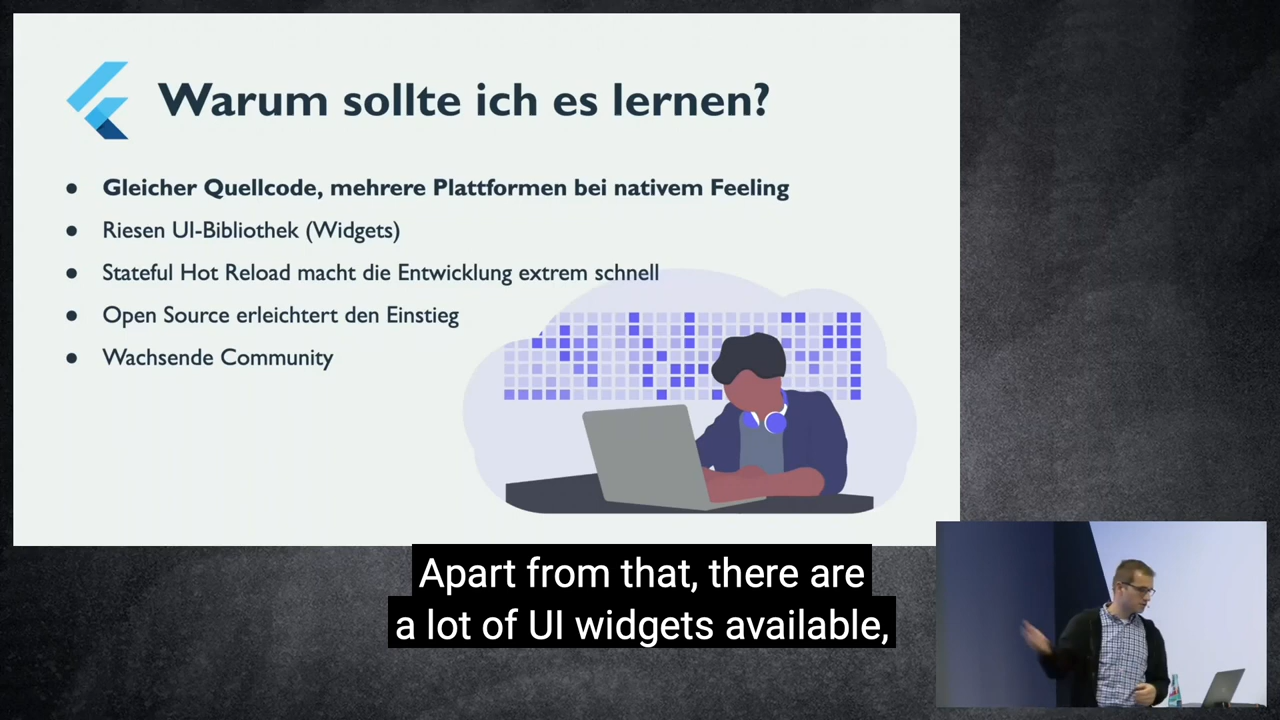 Warum sollte ich es lernen?
● Gleicher Quellcode, mehrere Plattformen bei nativem Feeling
● Riesen UI-Bibliothek (Widgets)
● Stateful Hot Reload macht die Entwicklung extrem schnell
● Open Source erleichtert den Einstieg
● Wachsende Community
Apart from that, there are
a lot of UI widgets available,